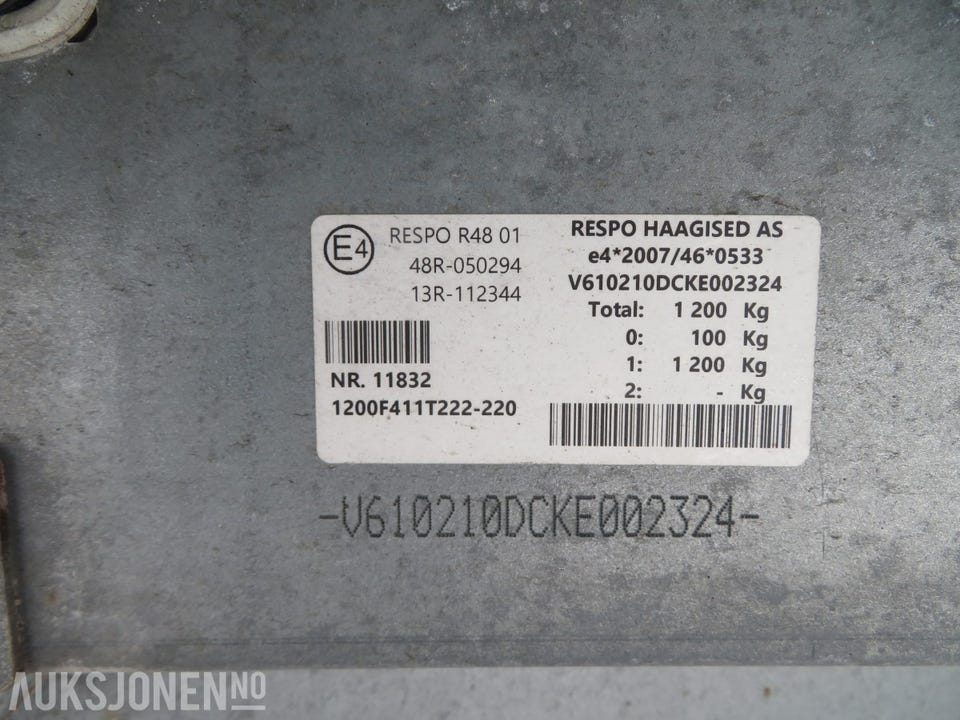 E4
RESPO R48 01
48R-050294
13R-112344
NR. 11832
1200F411T222-220
RESPO HAAGISED AS
e4*2007/46*0533
V610210DCKE002324
Total: 1 200 Kg
0: 100 Kg
1: 1 200 Kg
2: - Kg
-V610210DCKE002324-
AUKSJONEN.NO